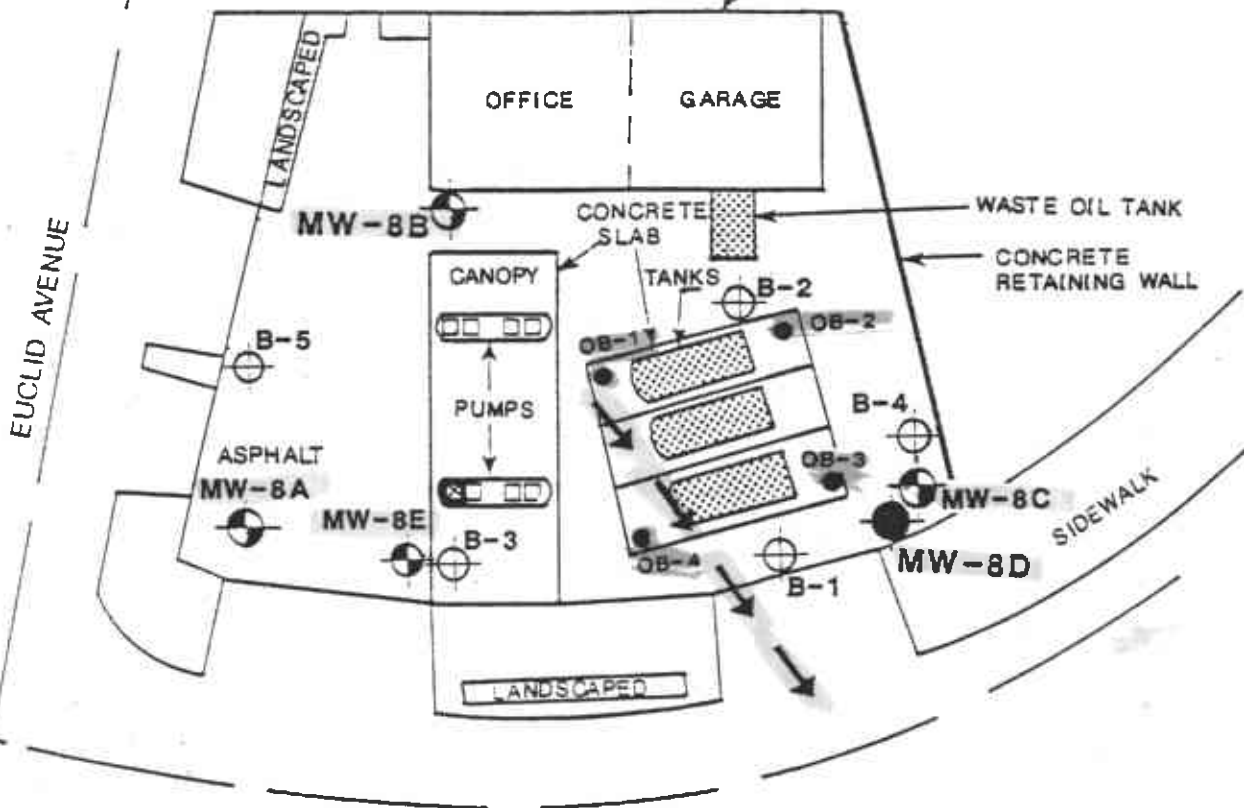 LANDSCAPED
OFFICE
GARAGE
EUCLID AVENUE
MW-8B
CONCRETE
SLAB
WASTE OIL TANK
CONCRETE
RETAINING WALL
CANOPY
TANKS
B-2
OB-1
OB-2
B-5
PUMPS
B-4
ASPHALT
OB-3
MW-8A
MW-8C
MW-8E
B-3
SIDEWALK
OB-4
MW-8D
B-1
LANDSCAPED